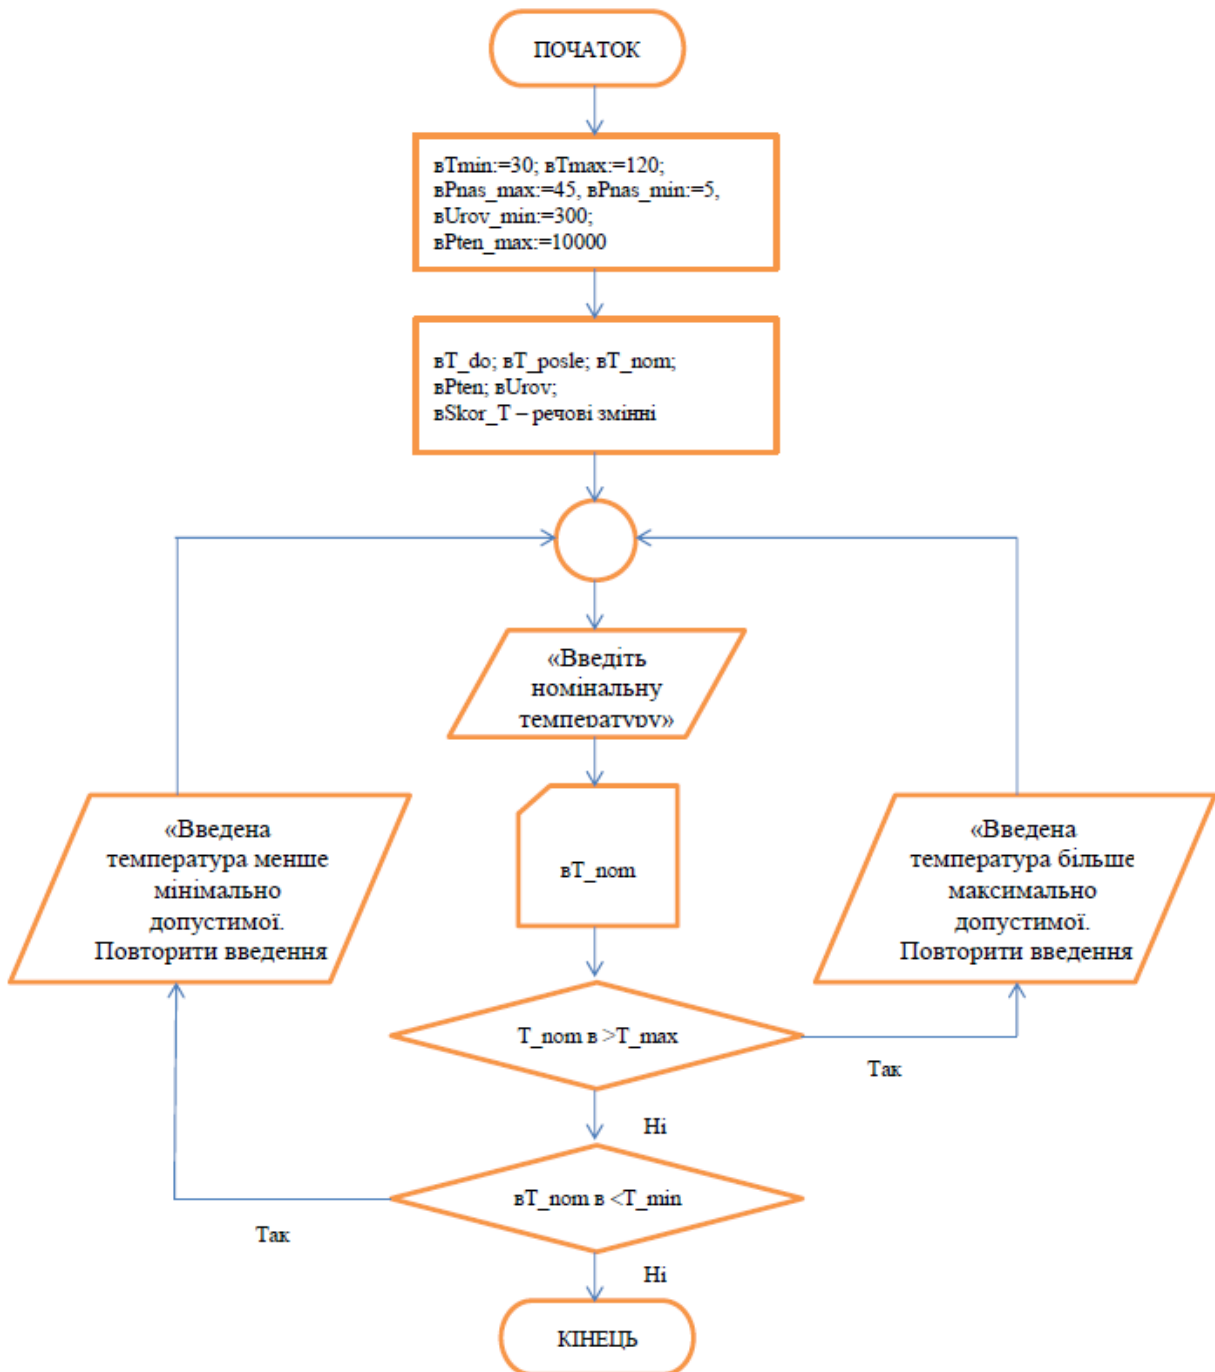 ПОЧАТОК
вTmin:=30; вTmax:=120;
вPnas_max:=45, вPnas_min:=5,
вUrov_min:=300;
вPten_max:=10000
вT_do; вT_posle; вT_nom;
вPten; вUrov;
вSkor_T – речові змінні
«Введіть
номінальну
температуру»
«Введена
температура менше
мінімально
допустимої.
Повторити введення
вT_nom
«Введена
температура більше
максимально
допустимої.
Повторити введення
T_nom в >T_max
Так
Ні
вT_nom в <T_min
Так
Ні
КІНЕЦЬ